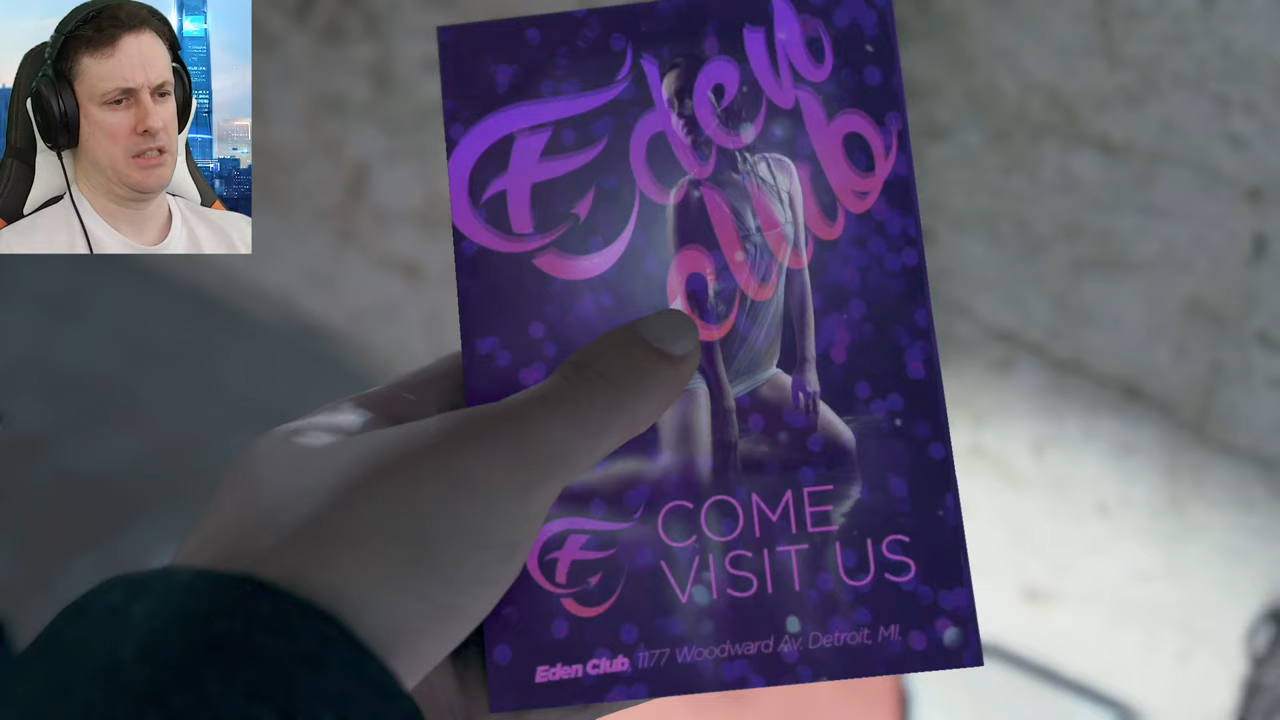 Eden
club
COME
VISIT US
Eden Club, 1177 Woodward Av. Detroit, MI.